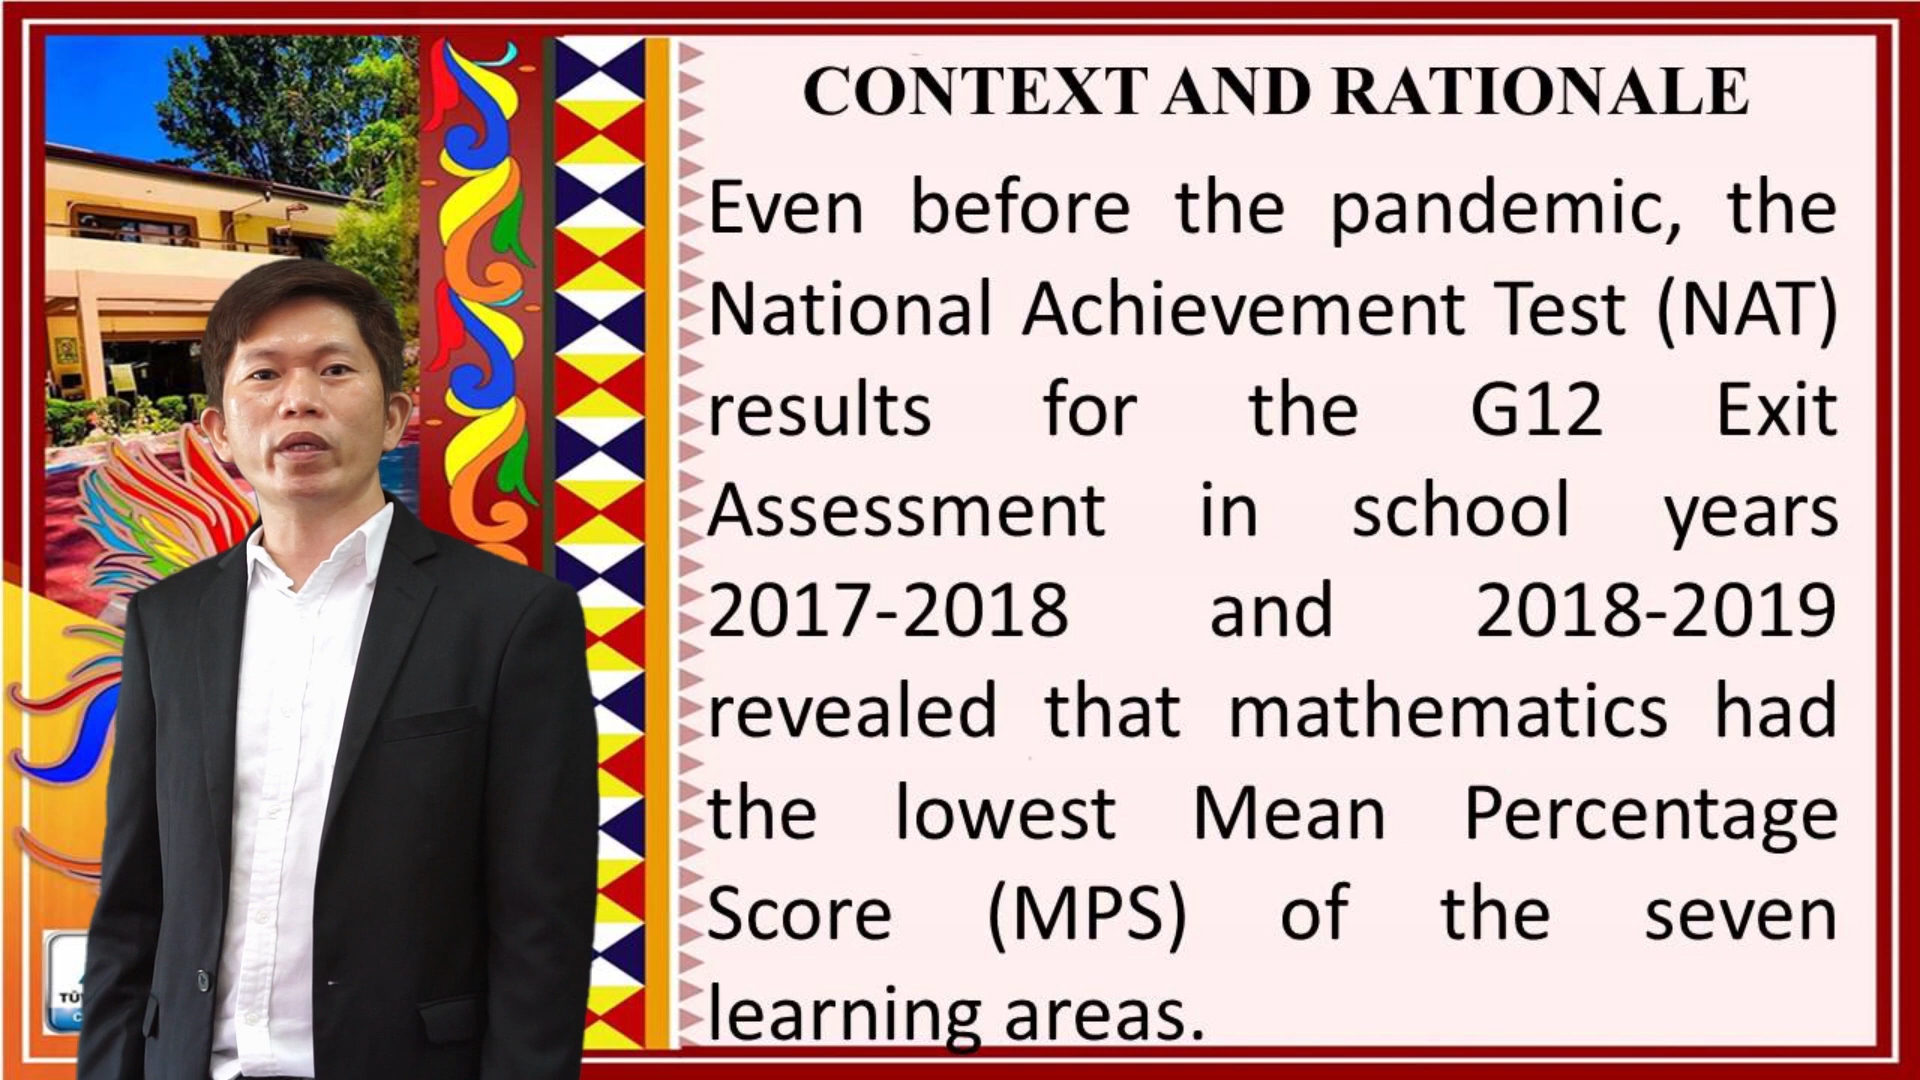 CONTEXT AND RATIONALE
Even before the pandemic, the
National Achievement Test (NAT)
results for the G12 Exit
Assessment in school years
2017-2018 and 2018-2019
revealed that mathematics had
the lowest Mean Percentage
Score (MPS) of the seven
learning areas.